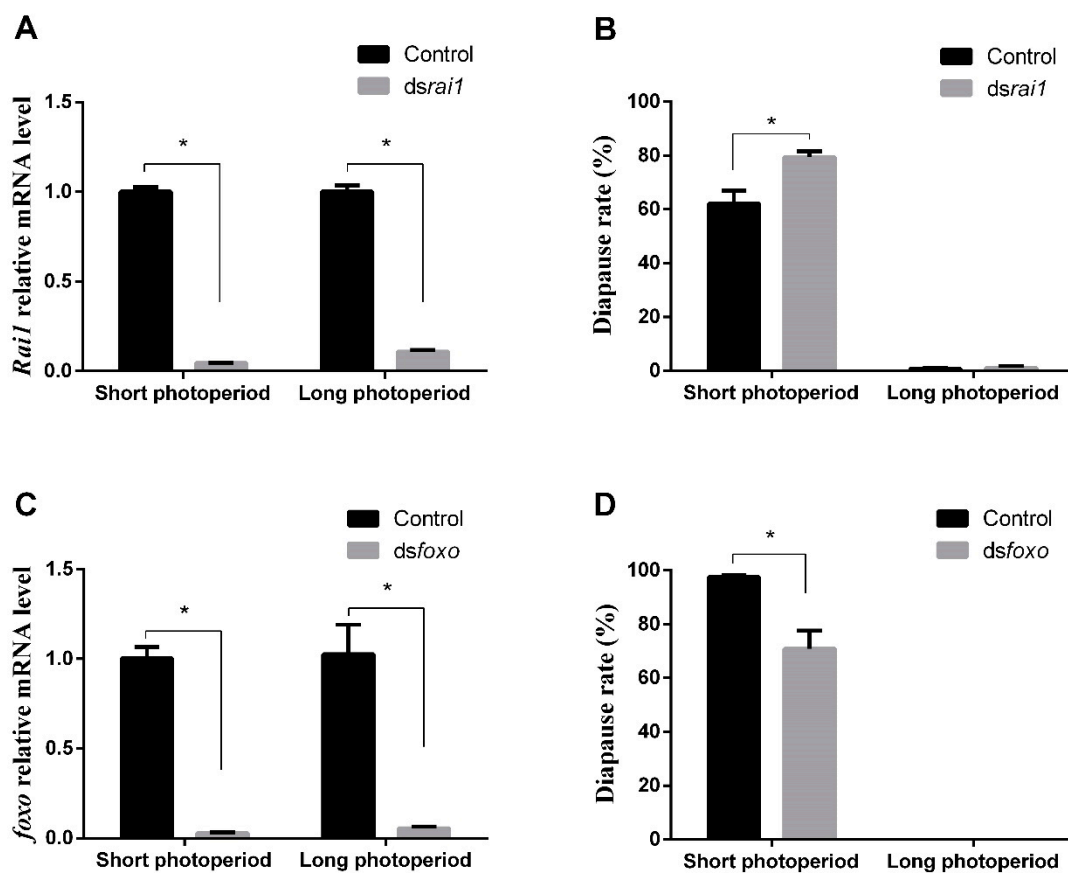 A
Control
dsrai1
Rai1 relative mRNA level
1.5
1.0
0.5
0.0
*
*
Short photoperiod
Long photoperiod
B
Control
dsrai1
Diapause rate (%)
100
80
60
40
20
0
*
Short photoperiod
Long photoperiod
C
Control
dsfoxo
foxo relative mRNA level
1.5
1.0
0.5
0.0
*
*
Short photoperiod
Long photoperiod
D
Control
dsfoxo
Diapause rate (%)
100
80
60
40
20
0
*
Short photoperiod
Long photoperiod